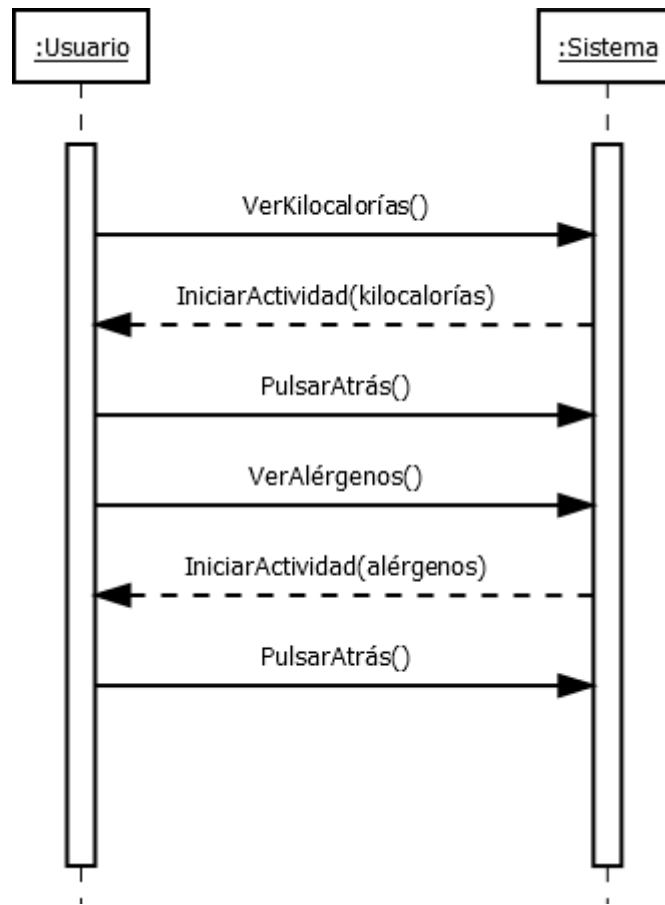 :Usuario
:Sistema
VerKilocalorías()
IniciarActividad(kilocalorías)
PulsarAtrás()
VerAlérgenos()
IniciarActividad(alérgenos)
PulsarAtrás()